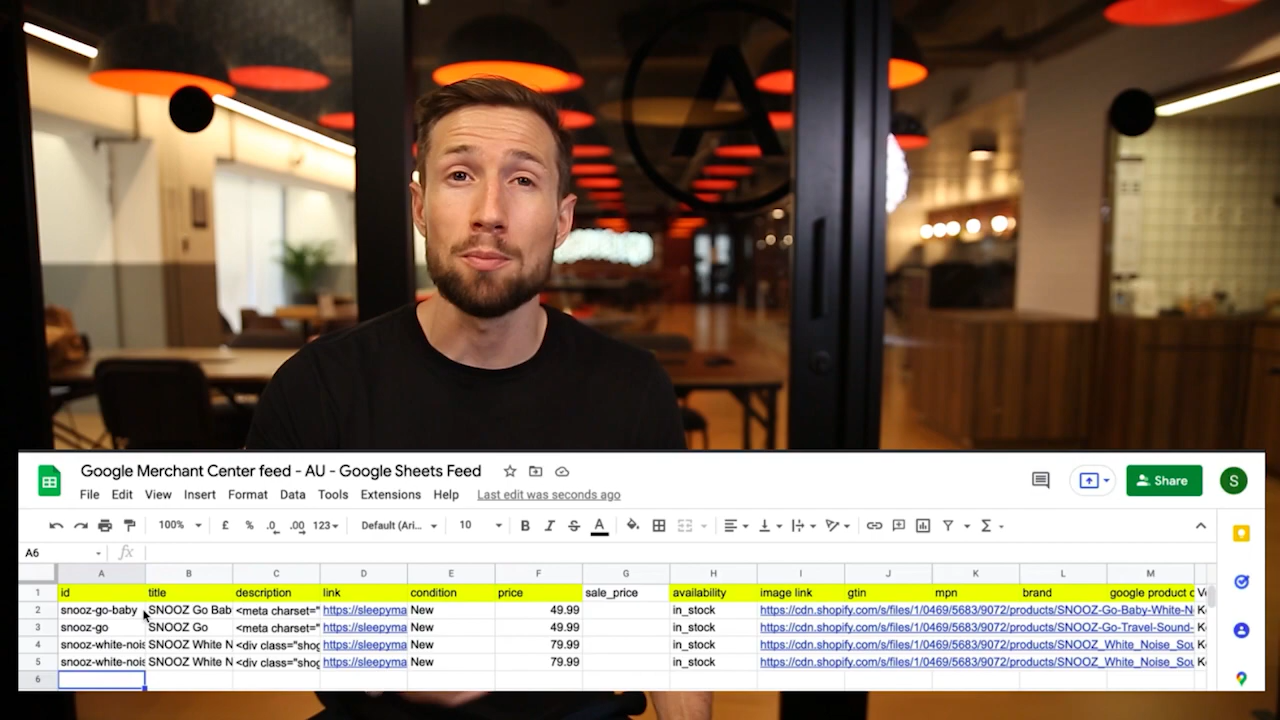 A
Google Merchant Center feed - AU - Google Sheets Feed
File Edit View Insert Format Data Tools Extensions Help Last edit was seconds ago
Share S
100% £ % .0 .00 123 Default (Ari... 10 B I S A
A6 fx
A B C D E F G H I J K L M
1 id title description link condition price sale_price availability image link gtin mpn brand google product c
2 snooz-go-baby SNOOZ Go Bab <meta charset=" https://sleepyma New 49.99 in_stock https://cdn.shopify.com/s/files/1/0469/5683/9072/products/SNOOZ-Go-Baby-White-N
3 snooz-go SNOOZ Go <meta charset=" https://sleepyma New 49.99 in_stock https://cdn.shopify.com/s/files/1/0469/5683/9072/products/SNOOZ-Go-Travel-Sound-
4 snooz-white-nois SNOOZ White N <div class="shog https://sleepyma New 79.99 in_stock https://cdn.shopify.com/s/files/1/0469/5683/9072/products/SNOOZ_White_Noise_Sou
5 snooz-white-nois SNOOZ White N <div class="shog https://sleepyma New 79.99 in_stock https://cdn.shopify.com/s/files/1/0469/5683/9072/products/SNOOZ_White_Noise_Sou
6